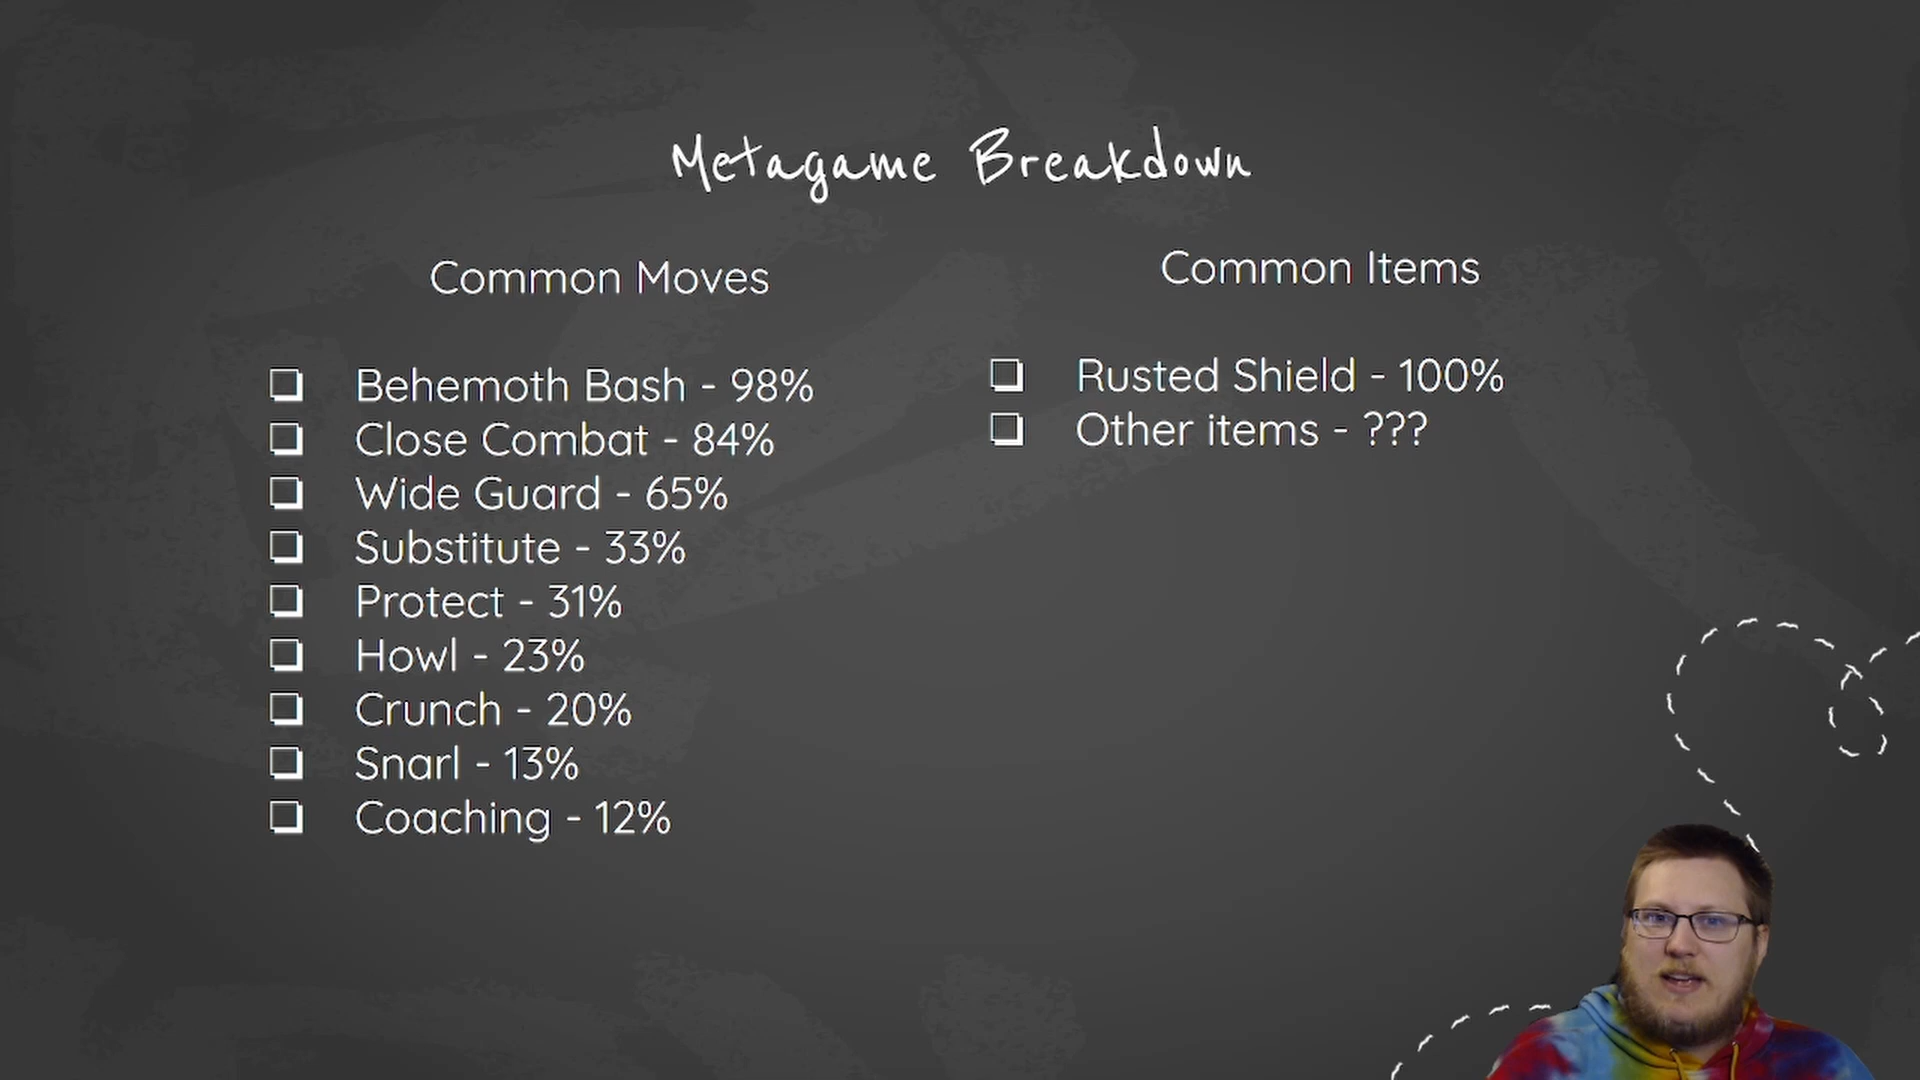 Metagame Breakdown
Common Moves
Behemoth Bash - 98%
Close Combat - 84%
Wide Guard - 65%
Substitute - 33%
Protect - 31%
Howl - 23%
Crunch - 20%
Snarl - 13%
Coaching - 12%
Common Items
Rusted Shield - 100%
Other items - ???